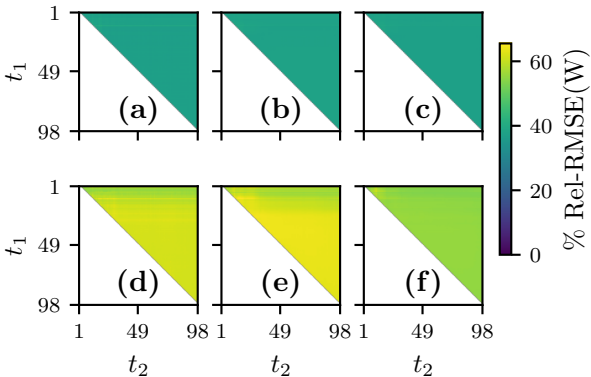 1
49
98
t₁
(a)
(b)
(c)
60
40
20
0
% Rel-RMSE(W)
1
49
98
t₁
(d)
(e)
(f)
1 49 98 1 49 98 1 49 98
t₂ t₂ t₂